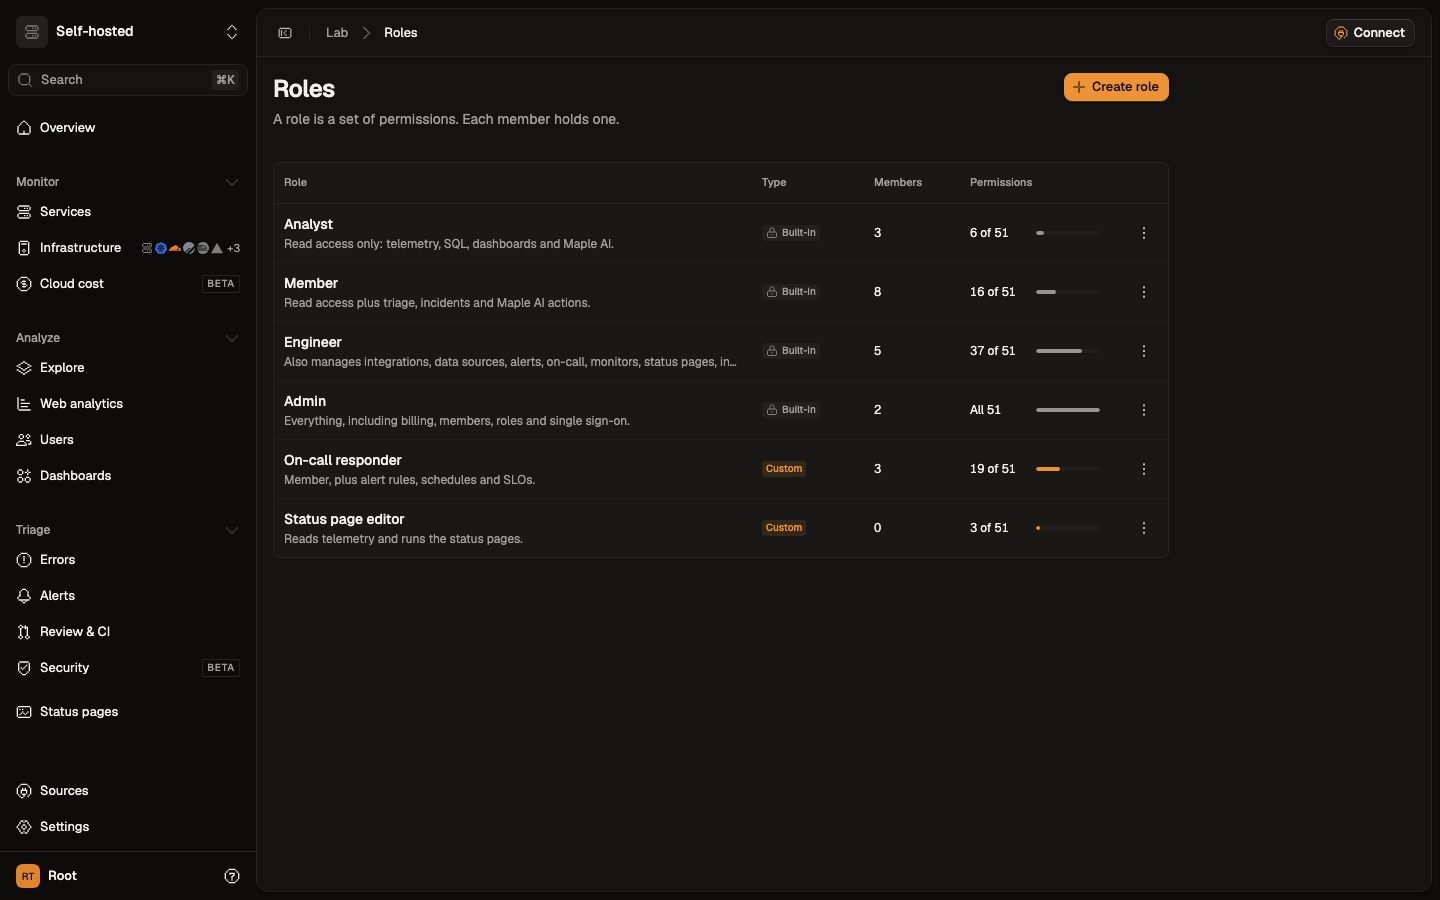 Self-hosted
Search ⌘K
Overview
Monitor
Services
Infrastructure +3
Cloud cost BETA
Analyze
Explore
Web analytics
Users
Dashboards
Triage
Errors
Alerts
Review & CI
Security BETA
Status pages
Sources
Settings
RT Root
Lab Roles
Connect
Roles
Create role
A role is a set of permissions. Each member holds one.
Role Type Members Permissions
Analyst
Read access only: telemetry, SQL, dashboards and Maple AI.
Built-in 3 6 of 51
Member
Read access plus triage, incidents and Maple AI actions.
Built-in 8 16 of 51
Engineer
Also manages integrations, data sources, alerts, on-call, monitors, status pages, in...
Built-in 5 37 of 51
Admin
Everything, including billing, members, roles and single sign-on.
Built-in 2 All 51
On-call responder
Member, plus alert rules, schedules and SLOs.
Custom 3 19 of 51
Status page editor
Reads telemetry and runs the status pages.
Custom 0 3 of 51